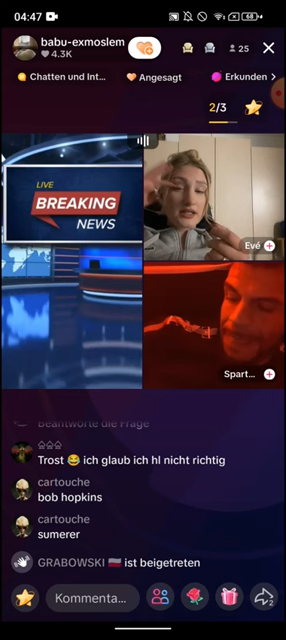 04:47
68
babu-exmoslem
4.3K
25
Chatten und Int...
Angesagt
Erkunden
2/3
LIVE
BREAKING
NEWS
Evé
Spart...
Beantworte die Frage
Trost 😂 ich glaub ich hl nicht richtig
cartouche
bob hopkins
cartouche
sumerer
GRABOWSKI 🇵🇱 ist beigetreten
Kommenta...
2